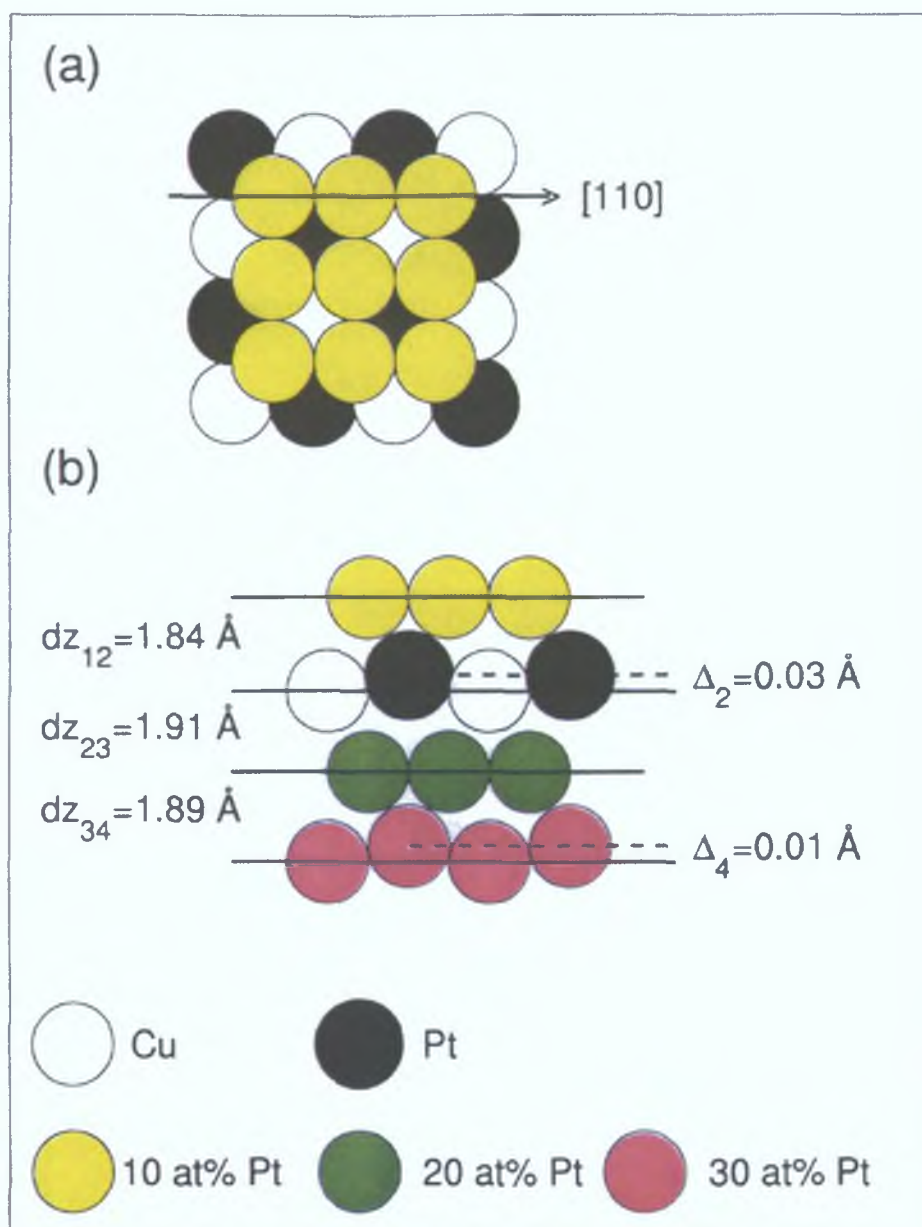 (a)
[110]
(b)
dz12=1.84 Å
Δ2=0.03 Å
dz23=1.91 Å
dz34=1.89 Å
Δ4=0.01 Å
Cu
Pt
10 at% Pt
20 at% Pt
30 at% Pt